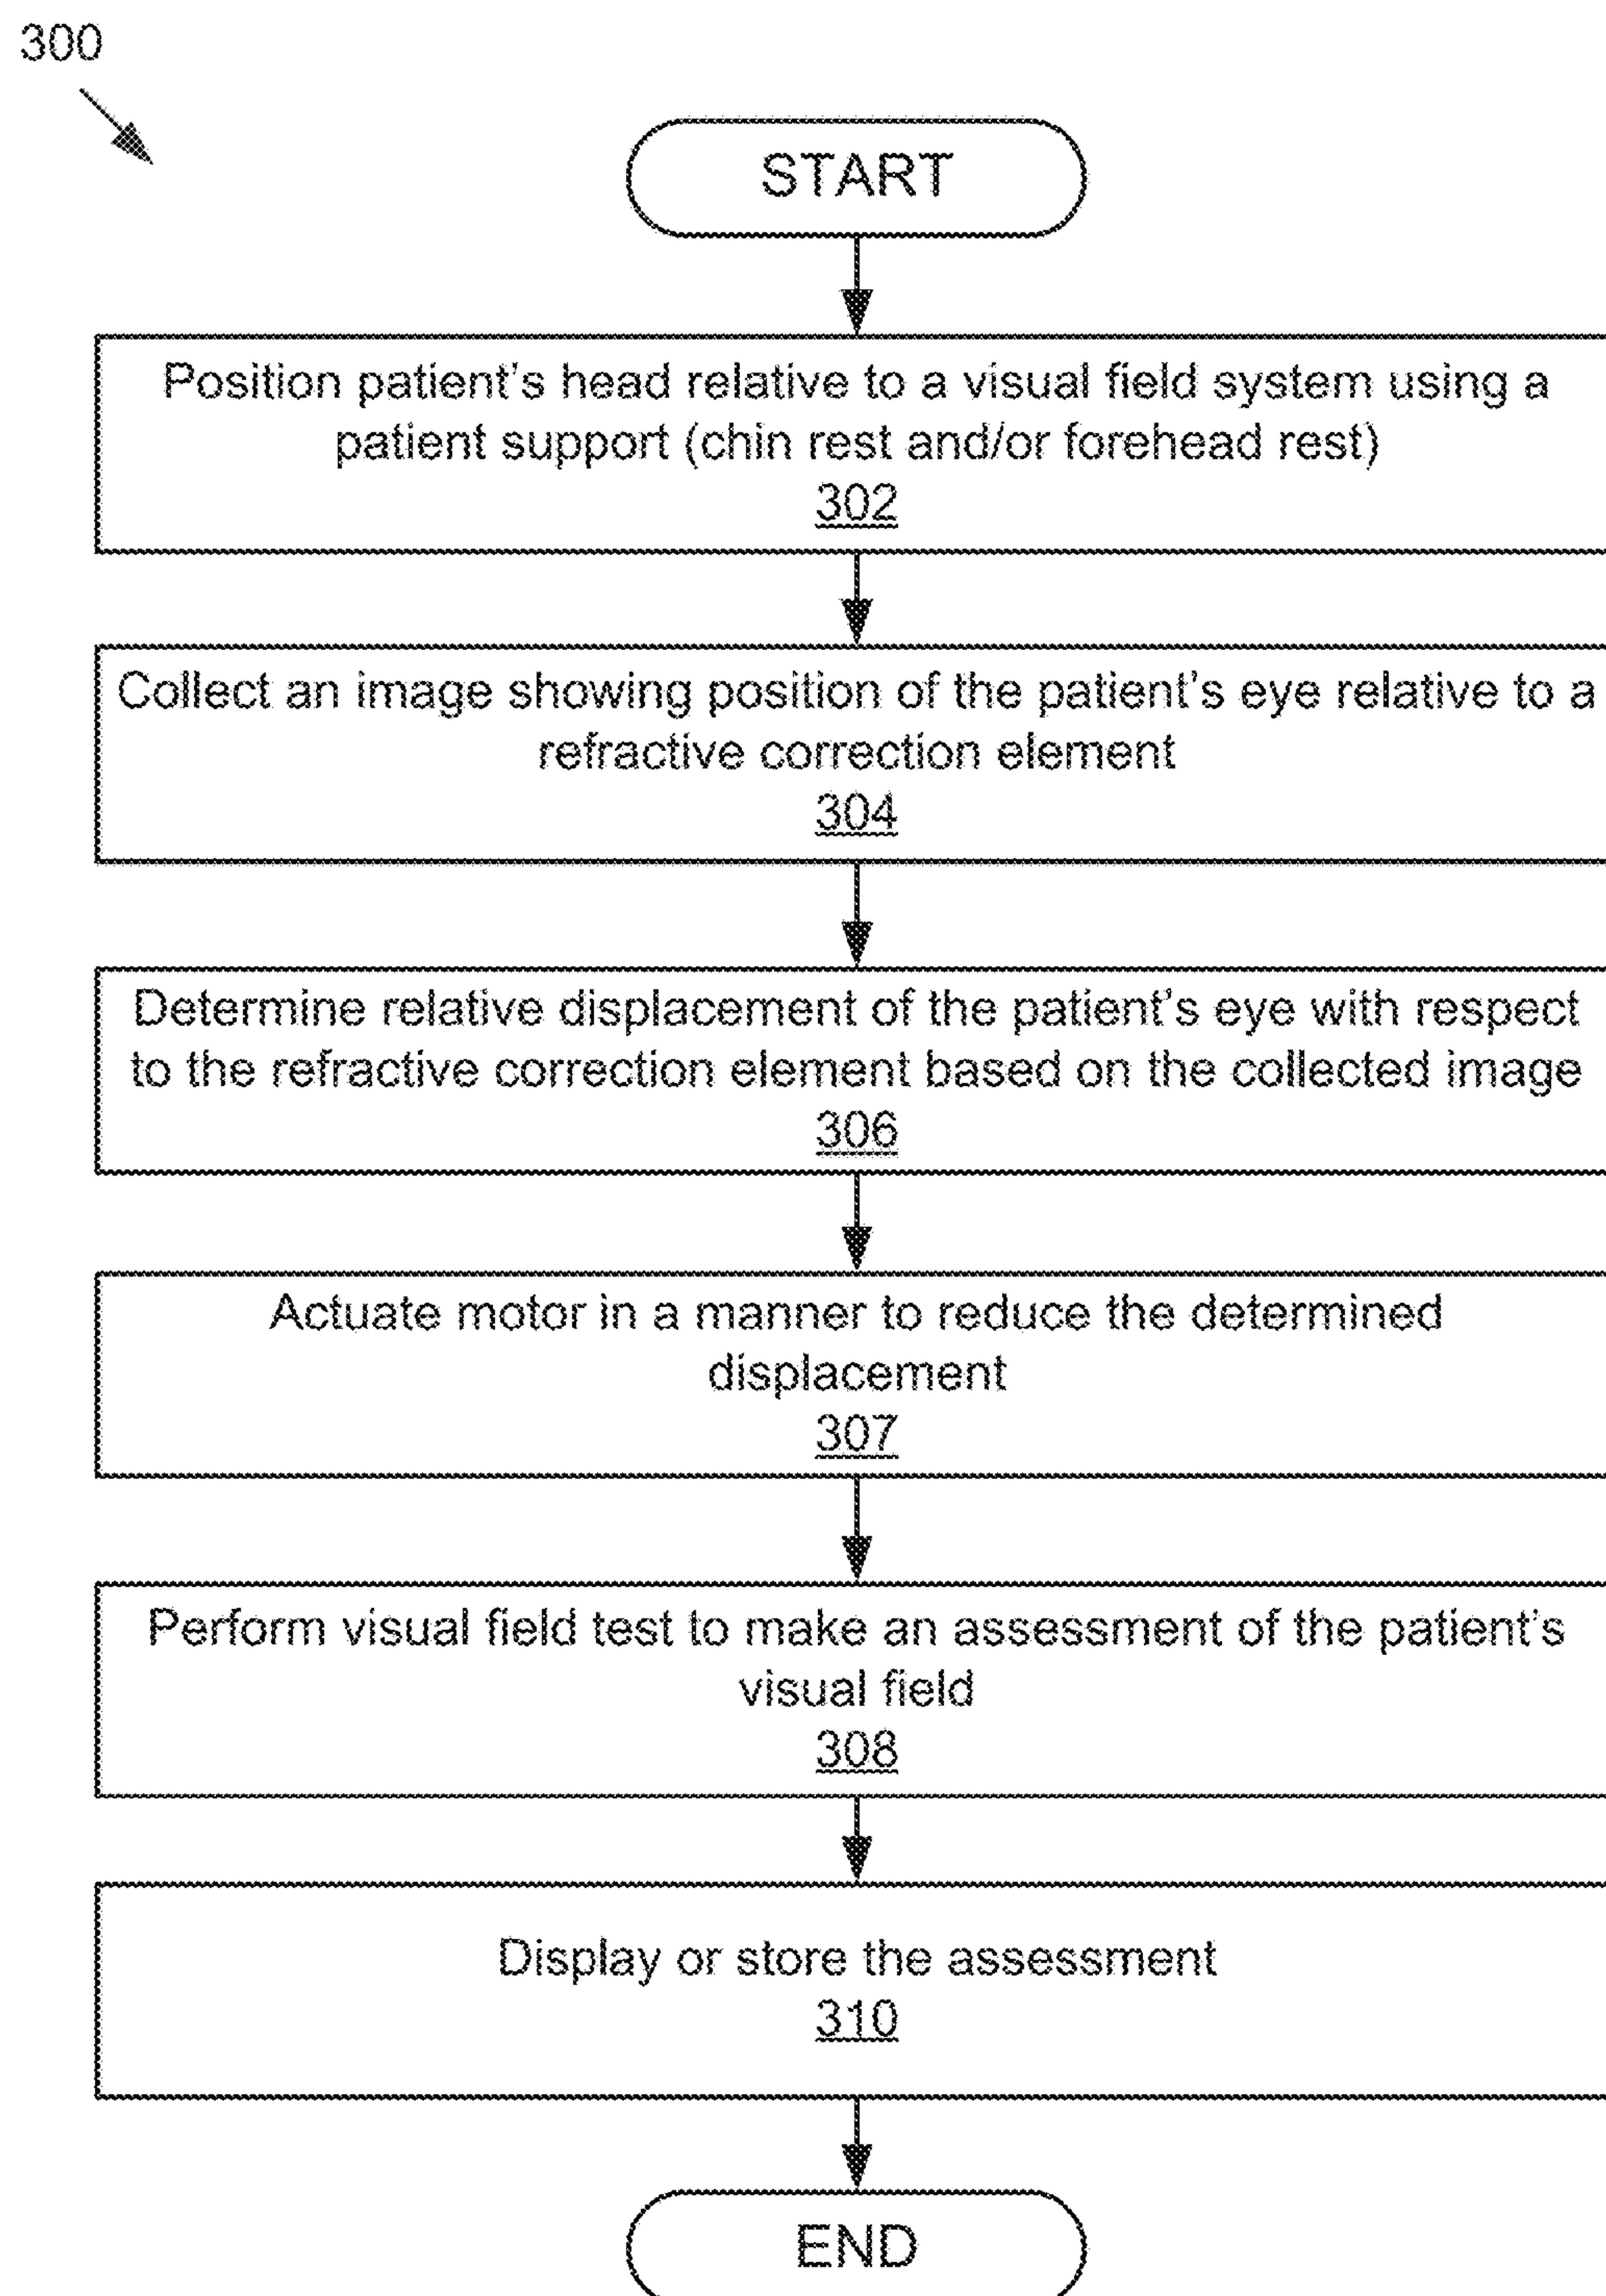 300
START
Position patient's head relative to a visual field system using a
patient support (chin rest and/or forehead rest)
302
Collect an image showing position of the patient's eye relative to a
refractive correction element
304
Determine relative displacement of the patient's eye with respect
to the refractive correction element based on the collected image
306
Actuate motor in a manner to reduce the determined
displacement
307
Perform visual field test to make an assessment of the patient's
visual field
308
Display or store the assessment
310
END